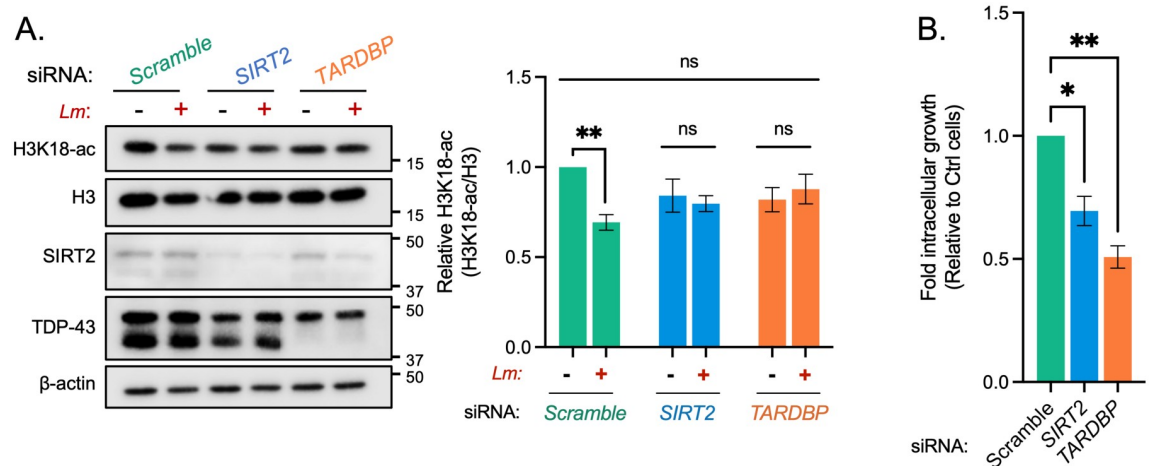 A.
siRNA: Scramble SIRT2 TARDBP
Lm: - + - + - +
H3K18-ac
15
H3
15
SIRT2
50
37
TDP-43
50
37
β-actin
50
Relative H3K18-ac
(H3K18-ac/H3)
1.5
1.0
0.5
0.0
ns
** ns ns
Lm: - + - + - +
siRNA: Scramble SIRT2 TARDBP
B.
Fold intracellular growth
(Relative to Ctrl cells)
1.5
1.0
0.5
0.0
**
*
siRNA: Scramble SIRT2 TARDBP